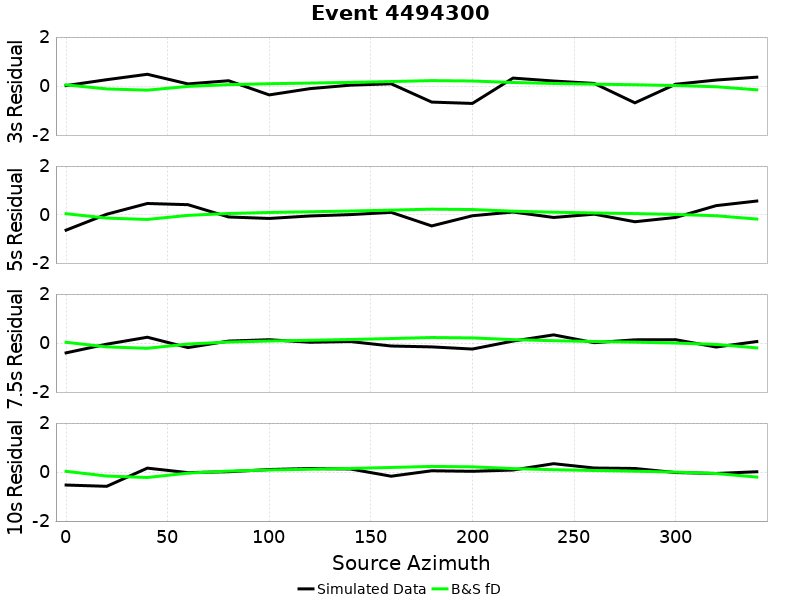 Event 4494300
3s Residual
2
0
-2
5s Residual
2
0
-2
7.5s Residual
2
0
-2
10s Residual
2
0
-2
0 50 100 150 200 250 300
Source Azimuth
Simulated Data B&S fD